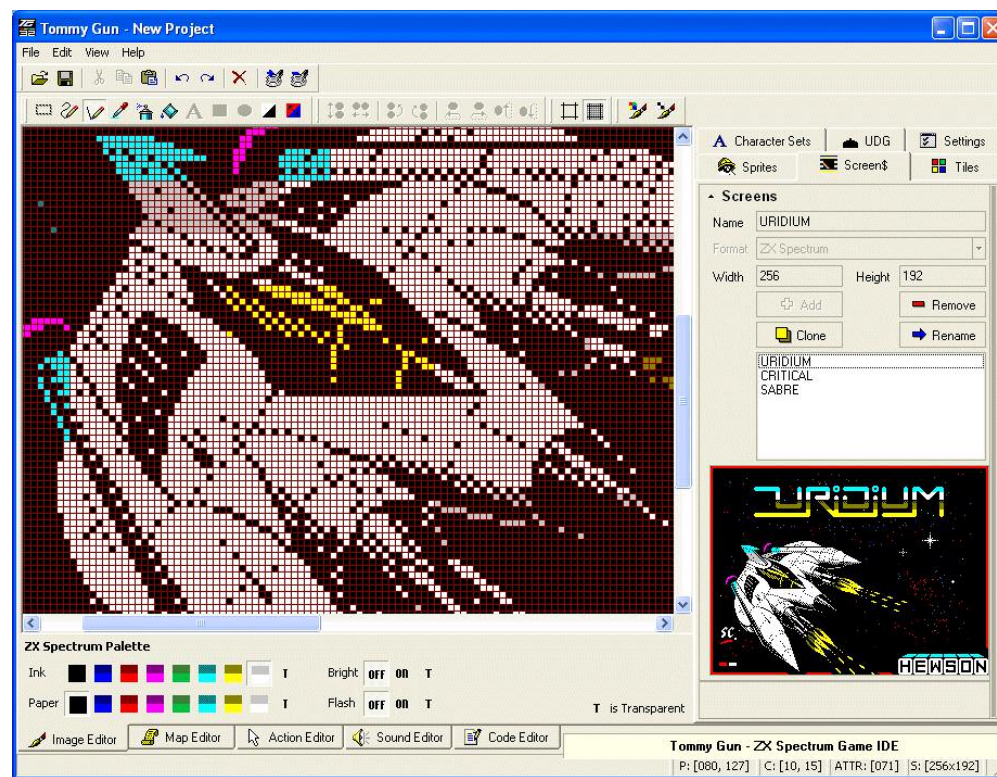 Tommy Gun - New Project
File Edit View Help
A Character Sets UDG Settings
Sprites Screen$ Tiles
Screens
Name URIDIUM
Format ZX Spectrum
Width 256 Height 192
Add Remove
Clone Rename
URIDIUM
CRITICAL
SABRE
URiDiUM
SC.
HEWSON
ZX Spectrum Palette
Ink T Bright OFF ON T
Paper T Flash OFF ON T
T is Transparent
Image Editor Map Editor Action Editor Sound Editor Code Editor
Tommy Gun - ZX Spectrum Game IDE
P: [080, 127] C: [10, 15] ATTR: [071] S: [256x192]